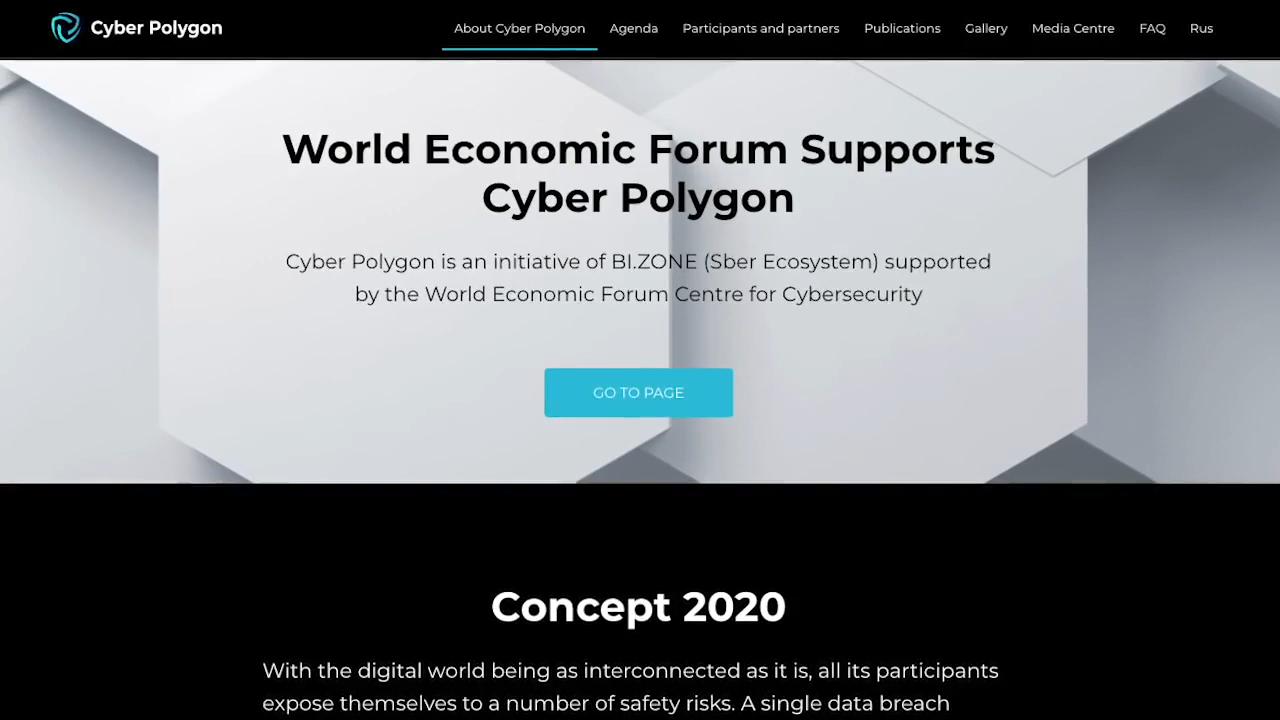 Cyber Polygon
About Cyber Polygon
Agenda
Participants and partners
Publications
Gallery
Media Centre
FAQ
Rus
World Economic Forum Supports
Cyber Polygon
Cyber Polygon is an initiative of BI.ZONE (Sber Ecosystem) supported
by the World Economic Forum Centre for Cybersecurity
GO TO PAGE
Concept 2020
With the digital world being as interconnected as it is, all its participants
expose themselves to a number of safety risks. A single data breach